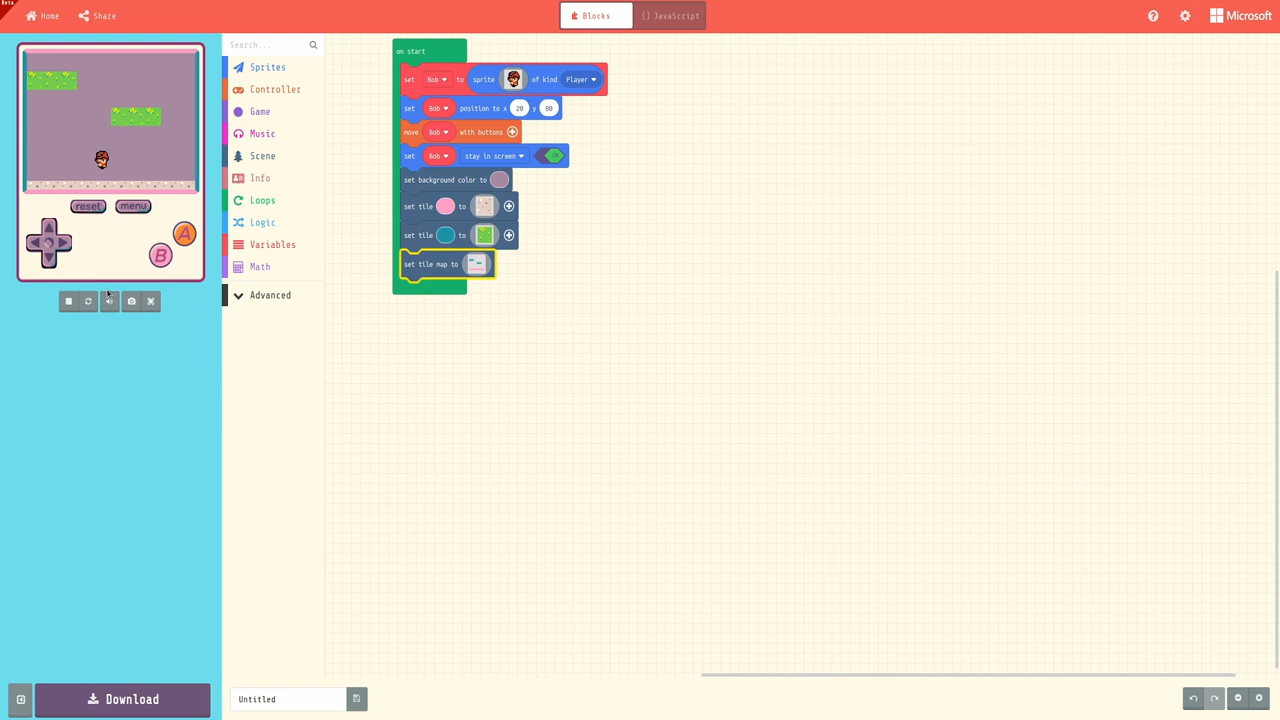 Beta
Home
Share
Blocks
{} JavaScript
Microsoft
Search...
Sprites
Controller
Game
Music
Scene
Info
Loops
Logic
Variables
Math
Advanced
on start
set Bob to sprite of kind Player
set Bob position to x 20 y 80
move Bob with buttons
set Bob stay in screen ON
set background color to
set tile to
set tile to
set tile map to
reset
menu
A
B
Download
Untitled